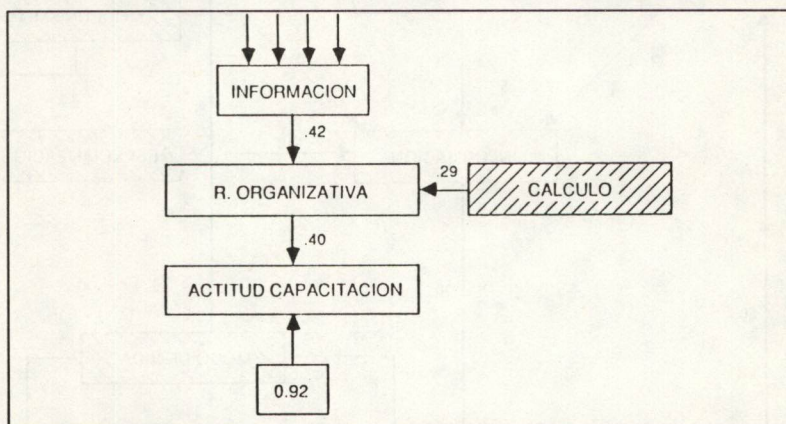 INFORMACION
.42
.29
R. ORGANIZATIVA
CALCULO
.40
ACTITUD CAPACITACION
0.92